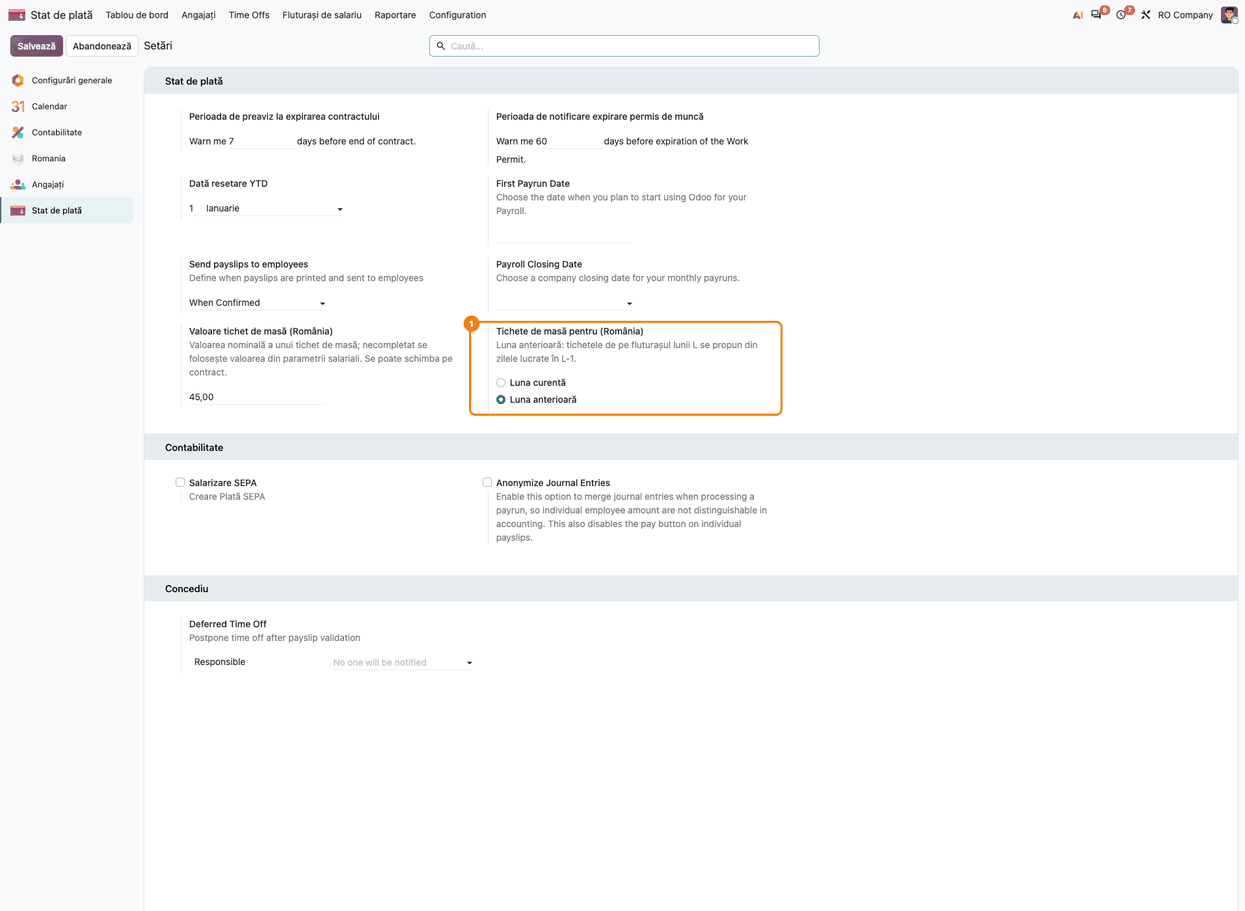 Stat de plată
Tablou de bord
Angajați
Time Offs
Fluturași de salariu
Raportare
Configuration
AI
6
7
RO Company
Salvează
Abandonează
Setări
Caută...
Configurări generale
31
Calendar
Contabilitate
Romania
Angajați
Stat de plată
Stat de plată
Perioada de preaviz la expirarea contractului
Warn me 7 days before end of contract.
Perioada de notificare expirare permis de muncă
Warn me 60 days before expiration of the Work
Permit.
Dată resetare YTD
1 Ianuarie
First Payrun Date
Choose the date when you plan to start using Odoo for your
Payroll.
Send payslips to employees
Define when payslips are printed and sent to employees
When Confirmed
Payroll Closing Date
Choose a company closing date for your monthly payruns.
Valoare tichet de masă (România)
Valoarea nominală a unui tichet de masă; necompletat se
folosește valoarea din parametrii salariali. Se poate schimba pe
contract.
45,00
1
Tichete de masă pentru (România)
Luna anterioară: tichetele de pe fluturașul lunii L se propun din
zilele lucrate în L-1.
Luna curentă
Luna anterioară
Contabilitate
Salarizare SEPA
Creare Plată SEPA
Anonymize Journal Entries
Enable this option to merge journal entries when processing a
payrun, so individual employee amount are not distinguishable in
accounting. This also disables the pay button on individual
payslips.
Concediu
Deferred Time Off
Postpone time off after payslip validation
Responsible
No one will be notified